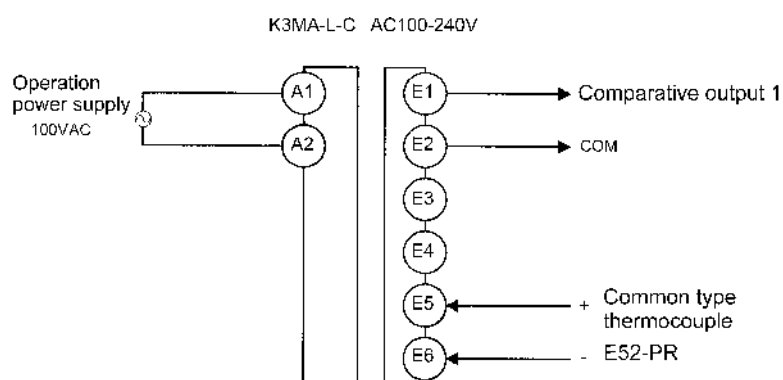 K3MA-L-C AC100-240V
Operation
power supply
100VAC
A1
A2
E1
E2
E3
E4
E5
E6
Comparative output 1
COM
+ Common type
thermocouple
- E52-PR